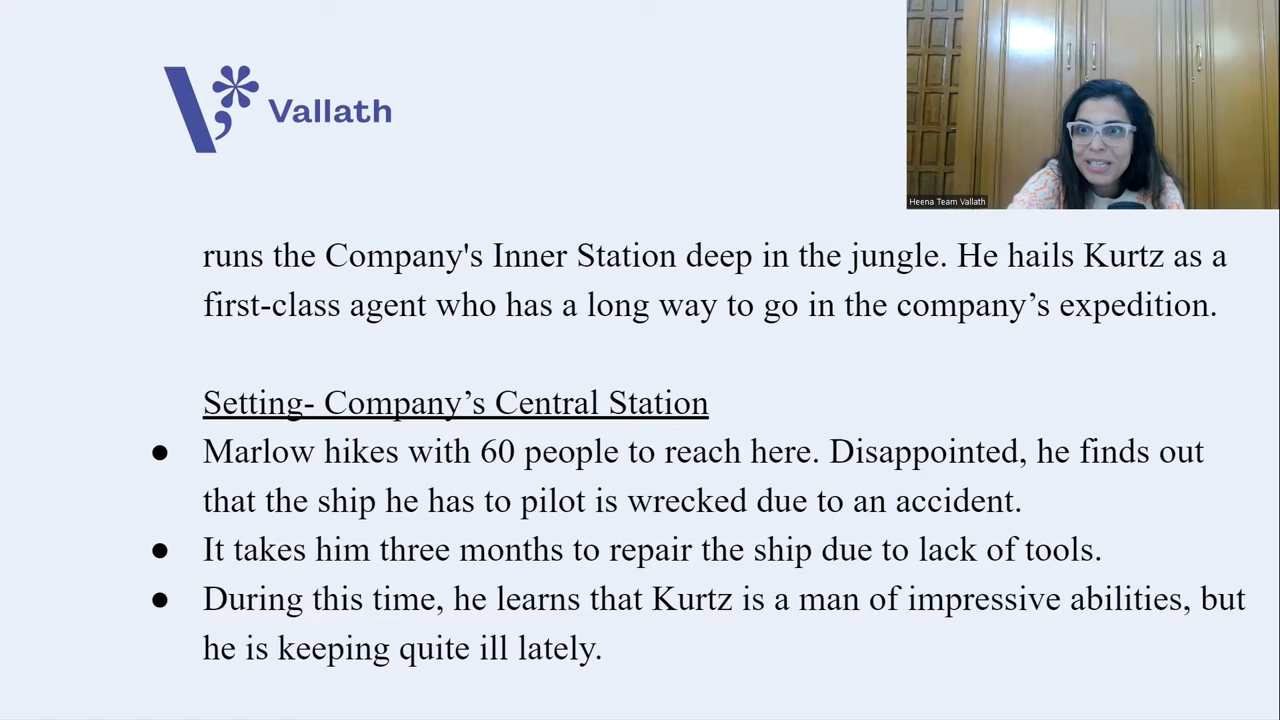 Vallath
Heena Team Vallath
runs the Company's Inner Station deep in the jungle. He hails Kurtz as a
first-class agent who has a long way to go in the company’s expedition.
Setting- Company’s Central Station
● Marlow hikes with 60 people to reach here. Disappointed, he finds out
that the ship he has to pilot is wrecked due to an accident.
● It takes him three months to repair the ship due to lack of tools.
● During this time, he learns that Kurtz is a man of impressive abilities, but
he is keeping quite ill lately.